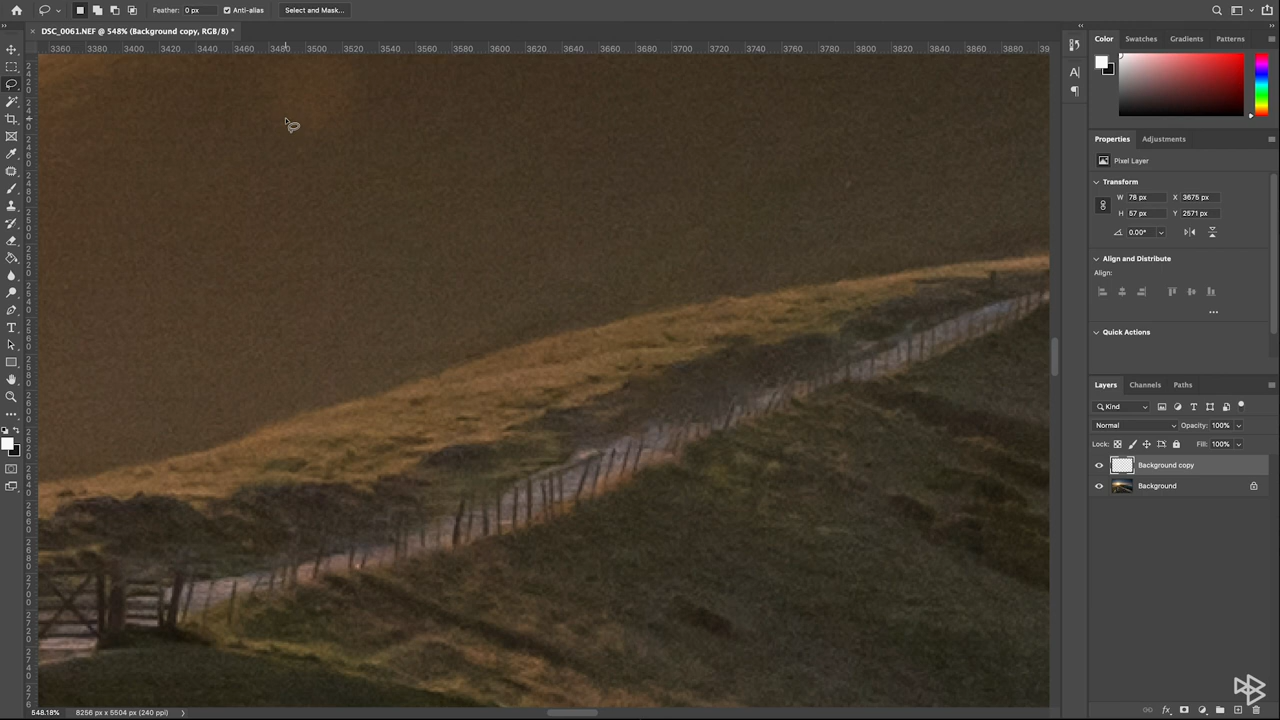 Feather: 0 px Anti-alias Select and Mask...
× DSC_0061.NEF @ 548% (Background copy, RGB/8) *
3360 3380 3400 3420 3440 3460 3480 3500 3520 3540 3560 3580 3600 3620 3640 3660 3680 3700 3720 3740 3760 3780 3800 3820 3840 3860 3880 39
Color Swatches Gradients Patterns
Properties Adjustments
Pixel Layer
Transform
W 78 px X 3675 px
H 57 px Y 2571 px
0.00°
Align and Distribute
Align:
...
Quick Actions
Layers Channels Paths
Kind
Normal Opacity: 100%
Lock: Fill: 100%
Background copy
Background
548.18% 8256 px x 5504 px (240 ppi)